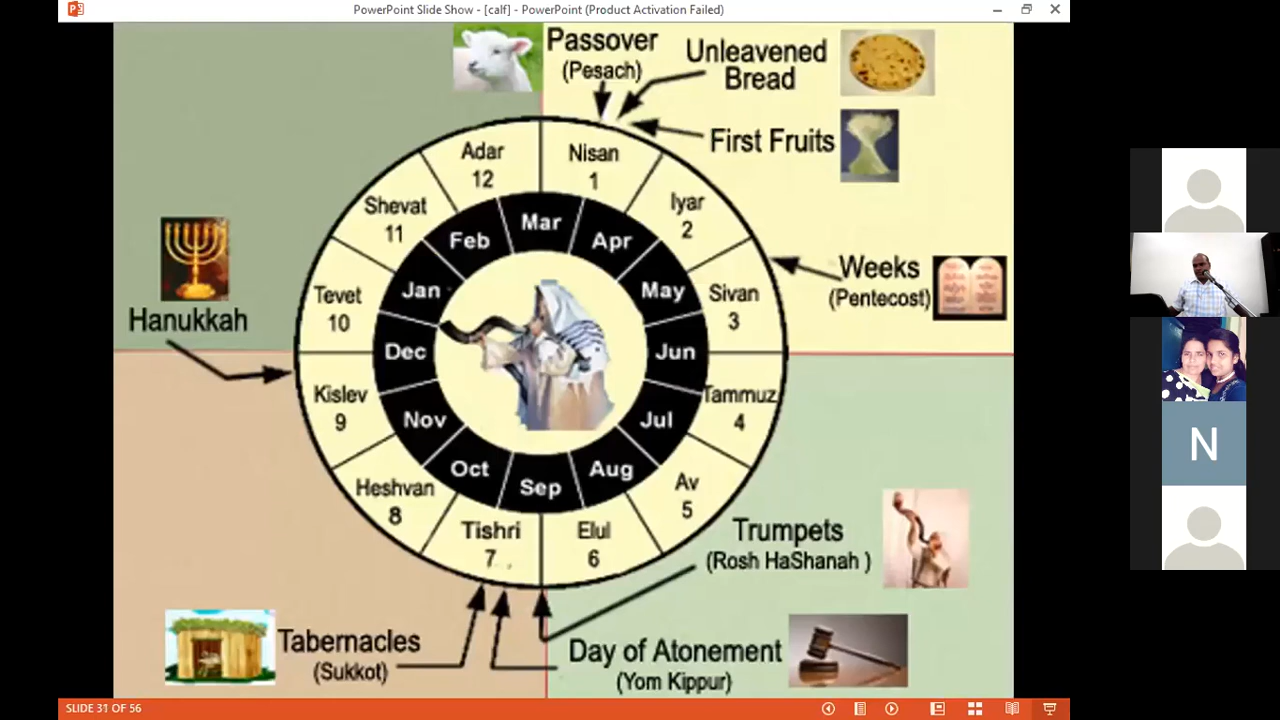 PowerPoint Slide Show - [calf] - PowerPoint (Product Activation Failed)
Passover
(Pesach)
Unleavened
Bread
First Fruits
Weeks
(Pentecost)
Hanukkah
Adar
12
Nisan
1
Shevat
11
Iyar
2
Tevet
10
Sivan
3
Kislev
9
Tammuz
4
Heshvan
8
Av
5
Tishri
7
Elul
6
Mar
Feb
Apr
Jan
May
Dec
Jun
Nov
Jul
Oct
Aug
Sep
Trumpets
(Rosh HaShanah )
Tabernacles
(Sukkot)
Day of Atonement
(Yom Kippur)
N
SLIDE 31 OF 56